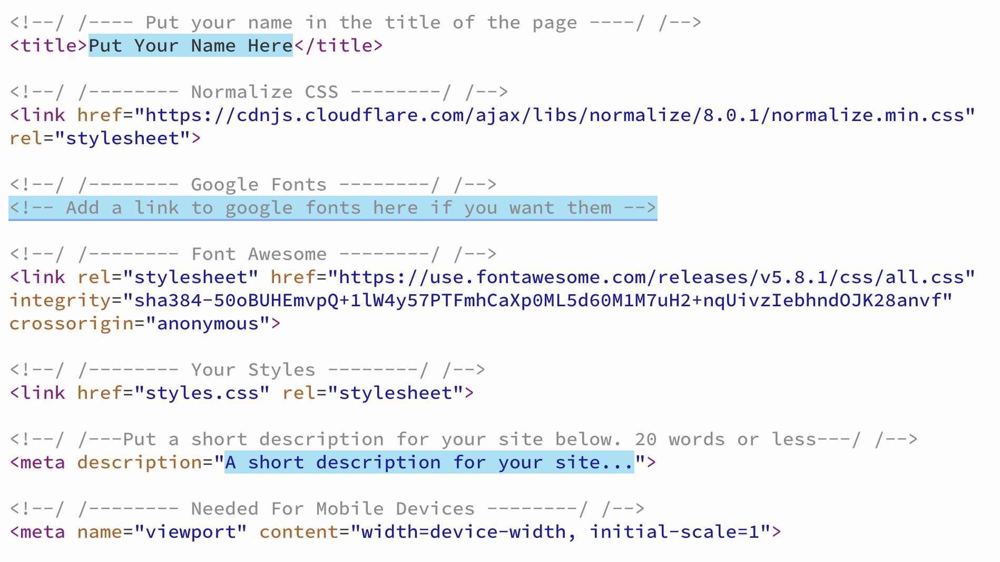 <!--/ /---- Put your name in the title of the page ----/ /-->
<title>Put Your Name Here</title>
<!--/ /-------- Normalize CSS --------/ /-->
<link href="https://cdnjs.cloudflare.com/ajax/libs/normalize/8.0.1/normalize.min.css"
rel="stylesheet">
<!--/ /-------- Google Fonts --------/ /-->
<!-- Add a link to google fonts here if you want them -->
<!--/ /-------- Font Awesome --------/ /-->
<link rel="stylesheet" href="https://use.fontawesome.com/releases/v5.8.1/css/all.css"
integrity="sha384-50oBUHEmvpQ+1lW4y57PTFmhCaXp0ML5d60M1M7uH2+nqUivzIebhndOJK28anvf"
crossorigin="anonymous">
<!--/ /-------- Your Styles --------/ /-->
<link href="styles.css" rel="stylesheet">
<!--/ /---Put a short description for your site below. 20 words or less---/ /-->
<meta description="A short description for your site...">
<!--/ /-------- Needed For Mobile Devices --------/ /-->
<meta name="viewport" content="width=device-width, initial-scale=1">